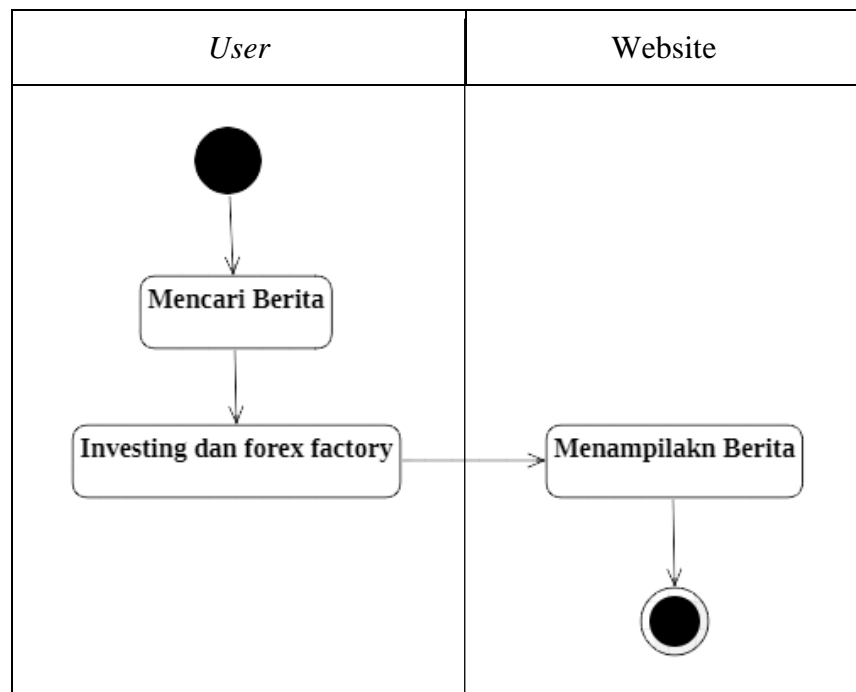 User
Website
Mencari Berita
Investing dan forex factory
Menampilakn Berita